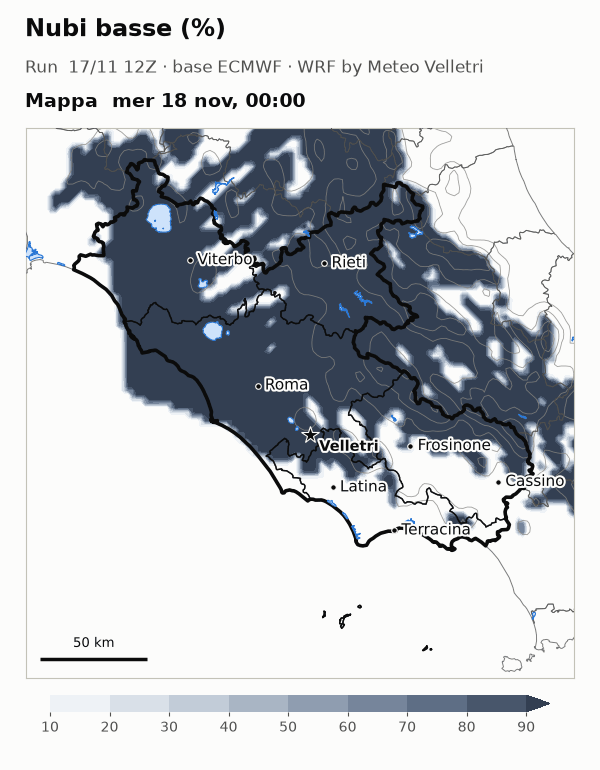 Nubi basse (%)
Run 17/11 12Z · base ECMWF · WRF by Meteo Velletri
Mappa mer 18 nov, 00:00
Viterbo
Rieti
Roma
Velletri
Frosinone
Latina
Cassino
Terracina
50 km
10 20 30 40 50 60 70 80 90